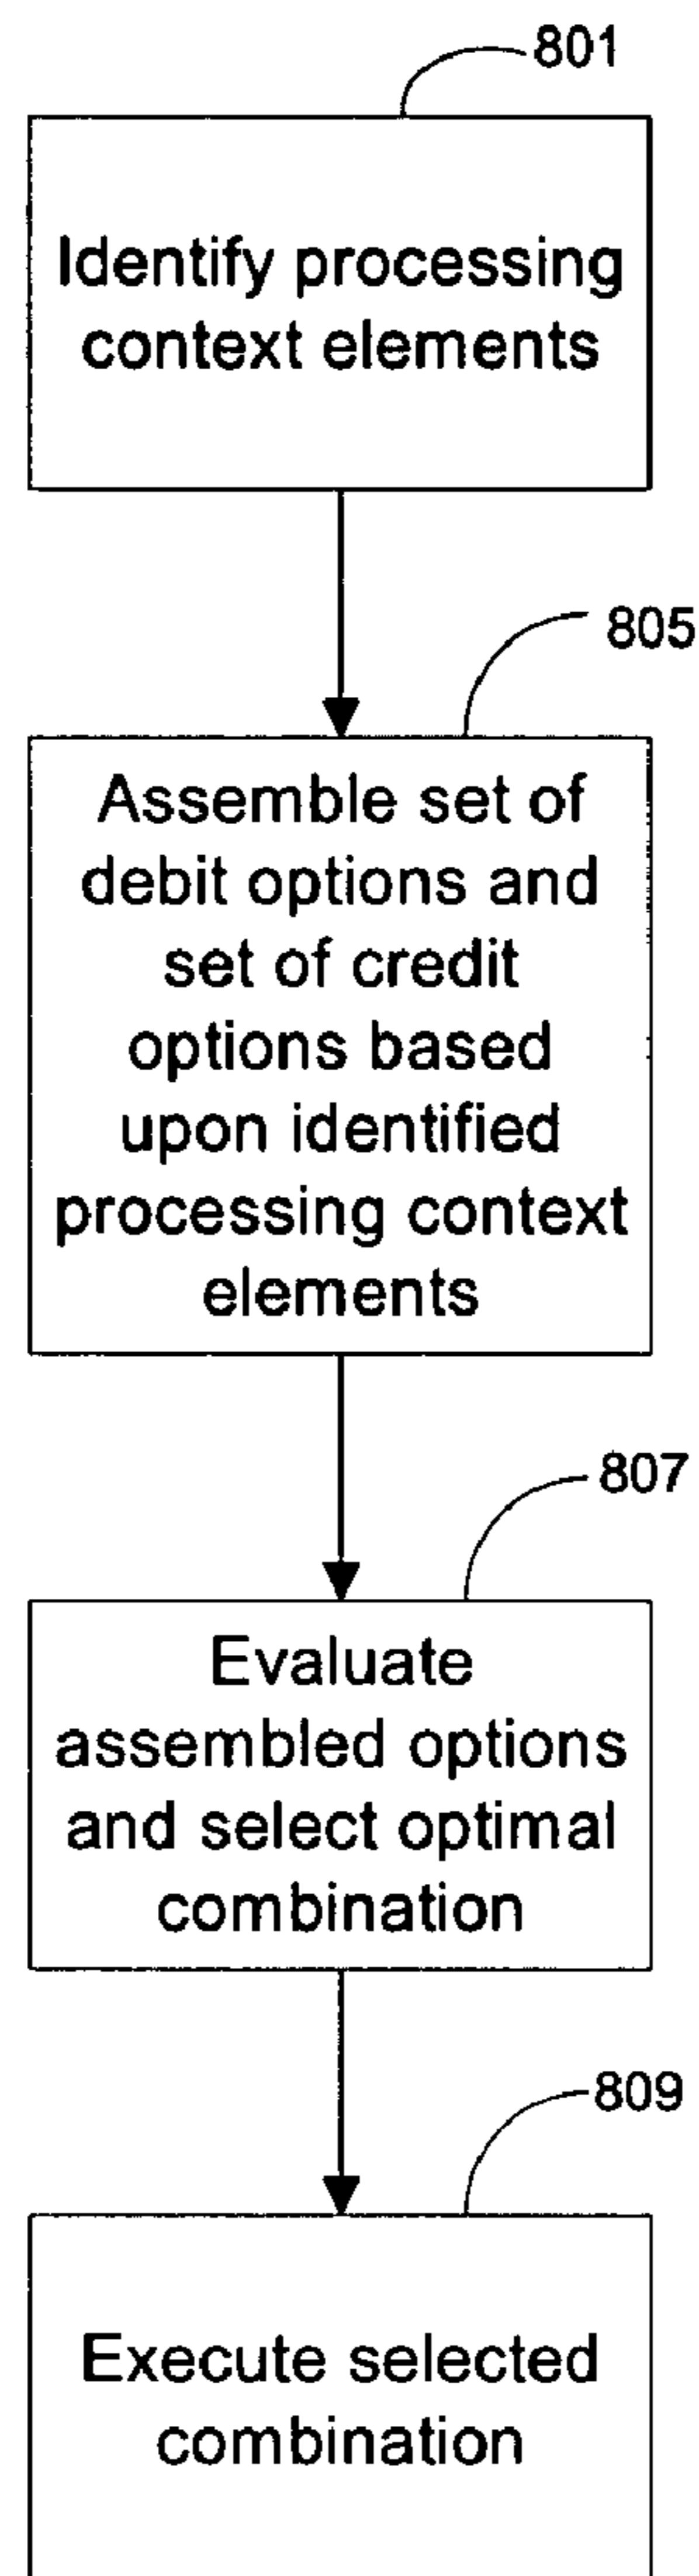 801
Identify processing
context elements
805
Assemble set of
debit options and
set of credit
options based
upon identified
processing context
elements
807
Evaluate
assembled options
and select optimal
combination
809
Execute selected
combination